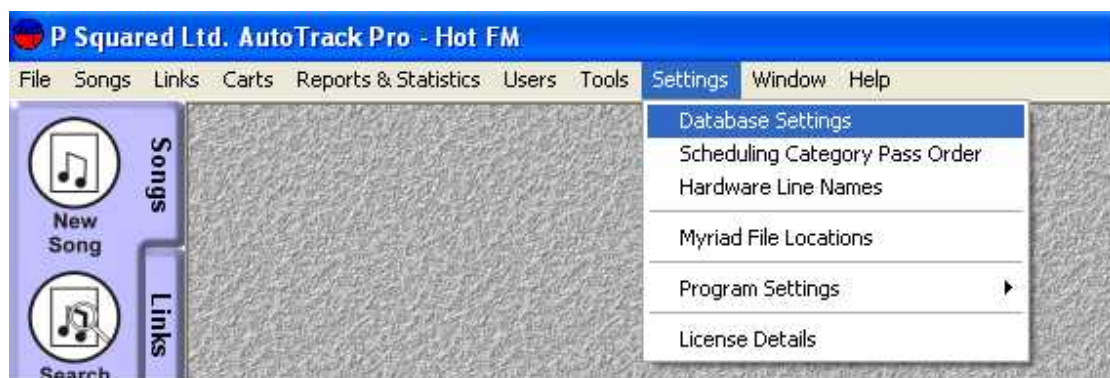 P Squared Ltd. AutoTrack Pro - Hot FM
File Songs Links Carts Reports & Statistics Users Tools Settings Window Help
Database Settings
Scheduling Category Pass Order
Hardware Line Names
Myriad File Locations
Program Settings
License Details
Songs
New
Song
Links
Search